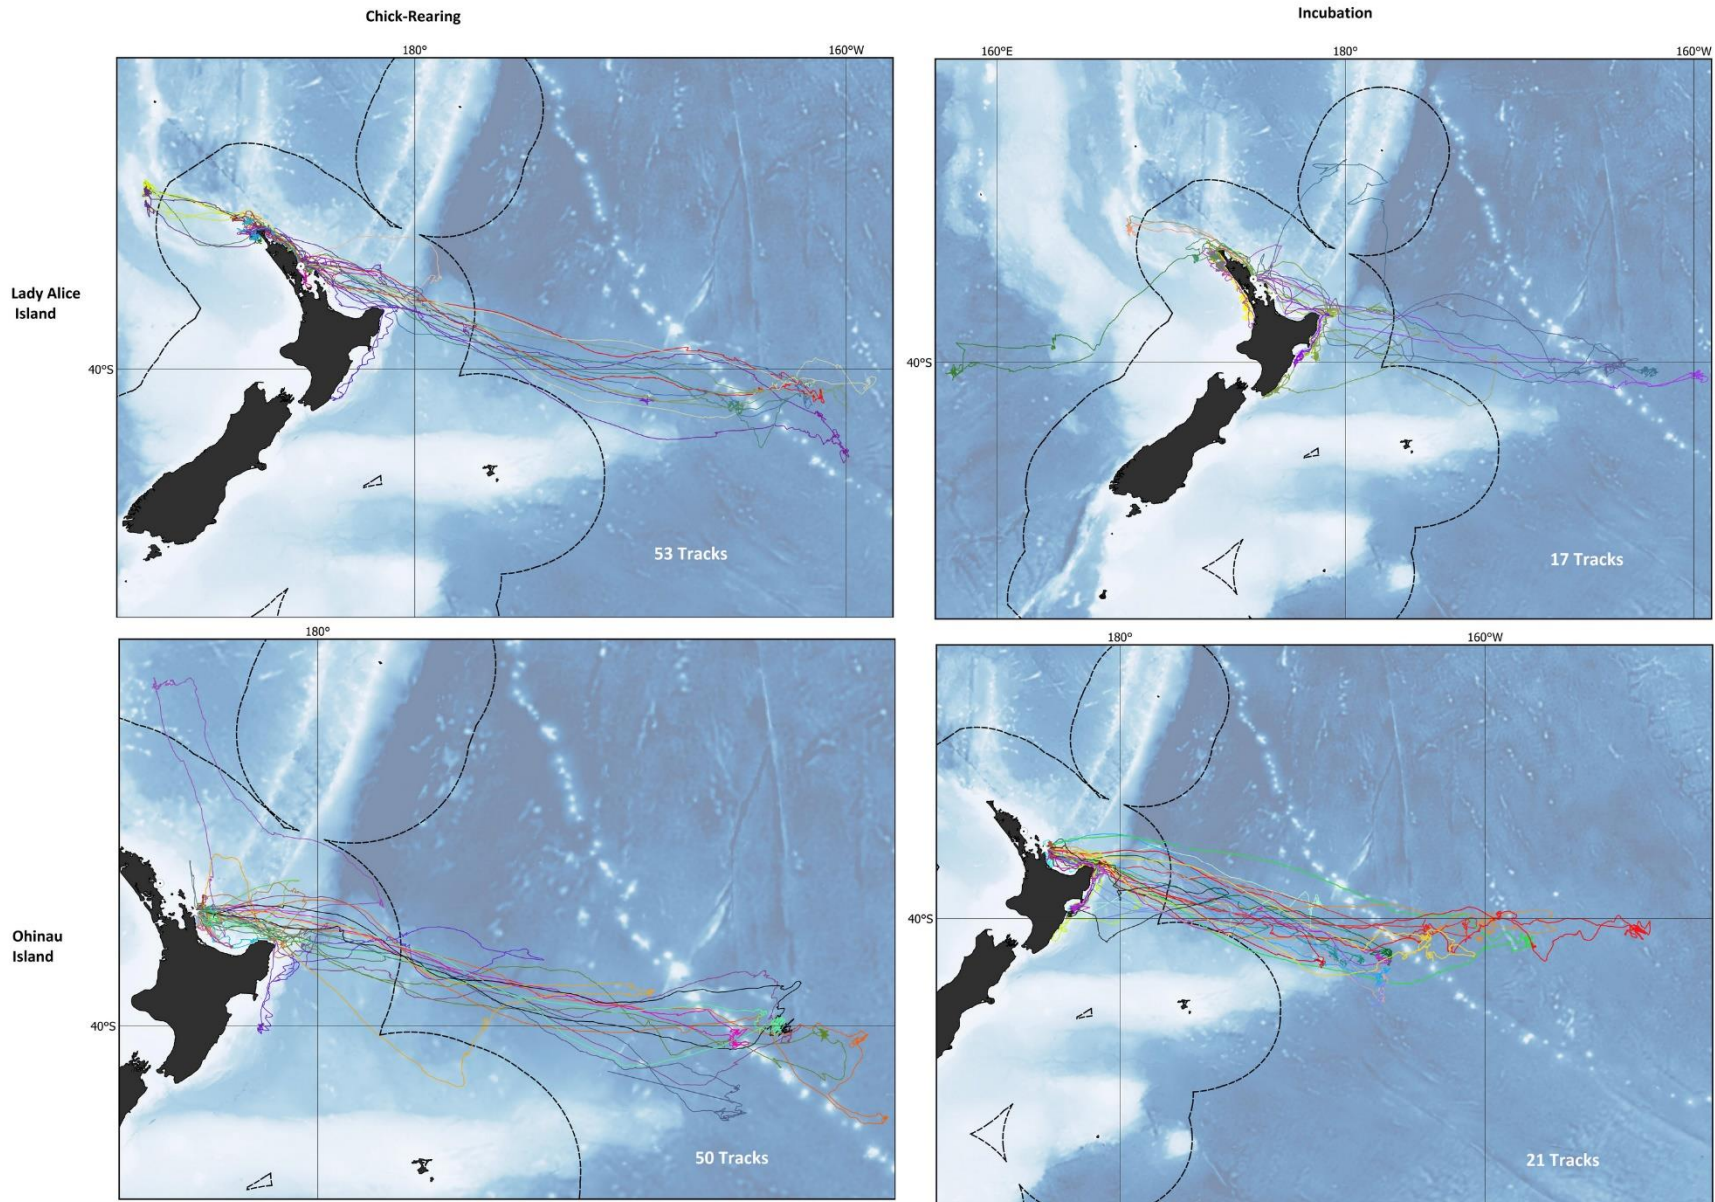 Chick-Rearing
Incubation
180°
160°W
160°E
180°
160°W
Lady Alice
Island
40°S
40°S
53 Tracks
17 Tracks
180°
180°
160°W
Ohinau
Island
40°S
40°S
50 Tracks
21 Tracks